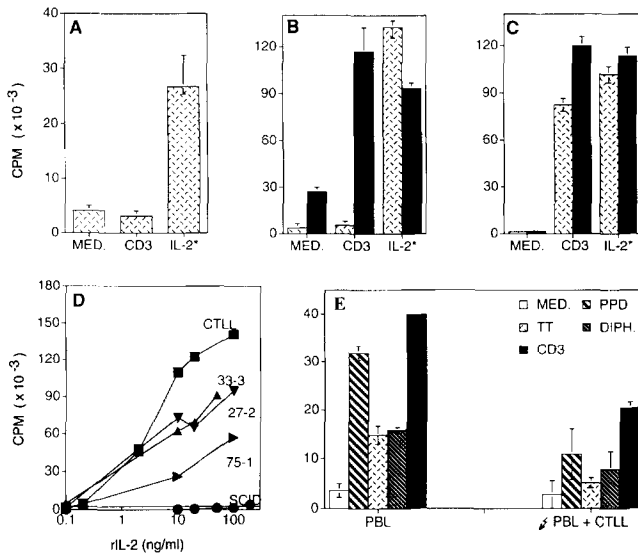 A
CPM (x 10⁻³)
40
30
20
10
0
MED. CD3 IL-2*
B
120
90
60
30
0
MED. CD3 IL-2*
C
120
90
60
30
0
MED. CD3 IL-2*
D
CPM (x 10⁻³)
180
150
120
90
60
30
0
CTLL
33-3
27-2
75-1
SCID
0.1 1 10 100
rIL-2 (ng/ml)
E
40
30
20
10
0
MED. PPD
TT DIPH.
CD3
PBL PBL + CTLL